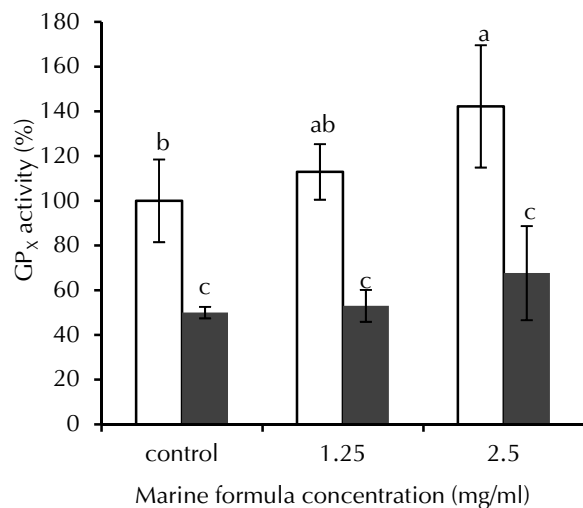 180
160
140
120
100
80
60
40
20
0
GPX activity (%)
b
c
ab
c
a
c
control 1.25 2.5
Marine formula concentration (mg/ml)